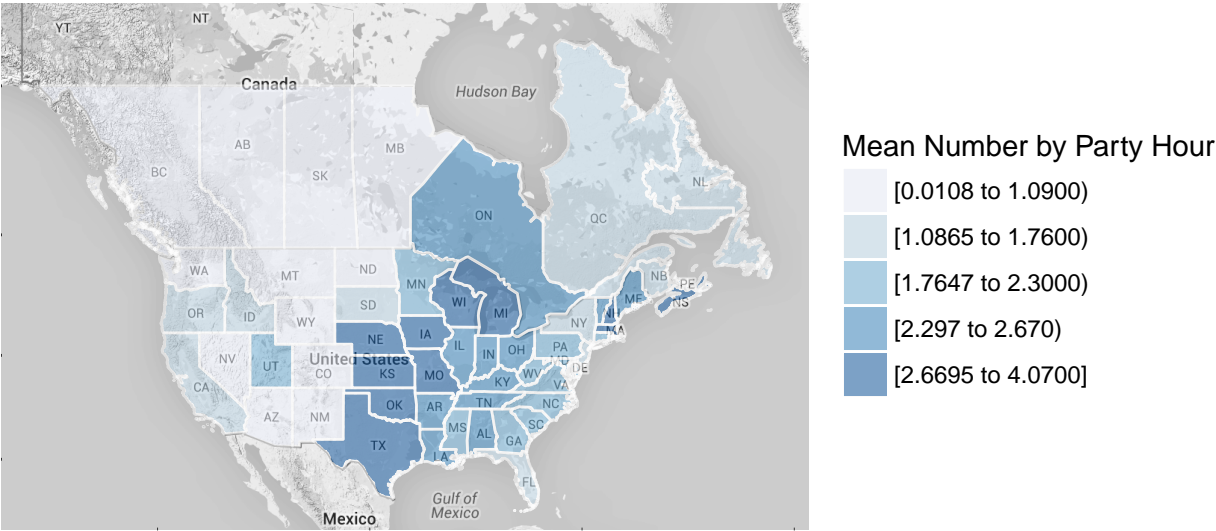 YT
NT
Canada
Hudson Bay
AB
MB
BC
SK
NL
ON
QC
WA
MT
ND
NB
PE
MN
ME
NS
OR
ID
SD
WI
MI
NH
WY
NY
MA
NV
UT
NE
IA
PA
United States
IL
IN
OH
MD
DE
CO
KS
MO
WV
VA
CA
KY
AZ
NM
OK
AR
TN
NC
MS
AL
SC
GA
TX
LA
FL
Gulf of
Mexico
Mexico
Mean Number by Party Hour
[0.0108 to 1.0900)
[1.0865 to 1.7600)
[1.7647 to 2.3000)
[2.297 to 2.670)
[2.6695 to 4.0700]